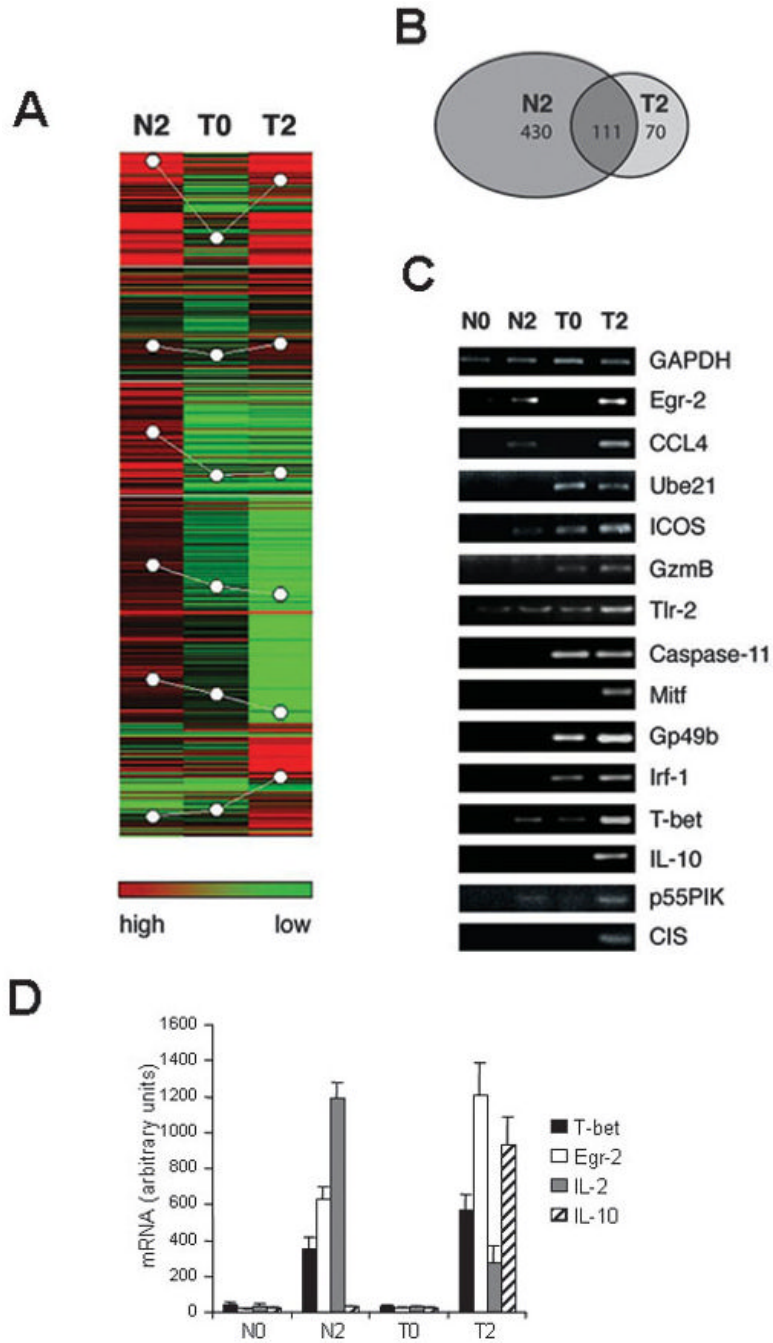 A
N2 T0 T2
high low
B
N2 T2
430 111 70
C
N0 N2 T0 T2
GAPDH
Egr-2
CCL4
Ube21
ICOS
GzmB
Tlr-2
Caspase-11
Mitf
Gp49b
Irf-1
T-bet
IL-10
p55PIK
CIS
D
mRNA (arbitrary units)
1600
1400
1200
1000
800
600
400
200
0
N0 N2 T0 T2
T-bet
Egr-2
IL-2
IL-10